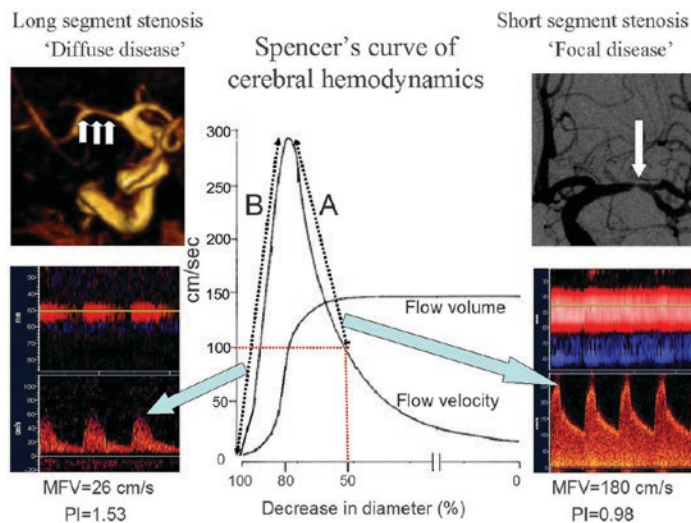 Long segment stenosis
‘Diffuse disease’
Spencer’s curve of
cerebral hemodynamics
Short segment stenosis
‘Focal disease’
300
250
200
150
100
50
0
cm/sec
B
A
Flow volume
Flow velocity
100
80
50
0
Decrease in diameter (%)
MFV=26 cm/s
PI=1.53
MFV=180 cm/s
PI=0.98